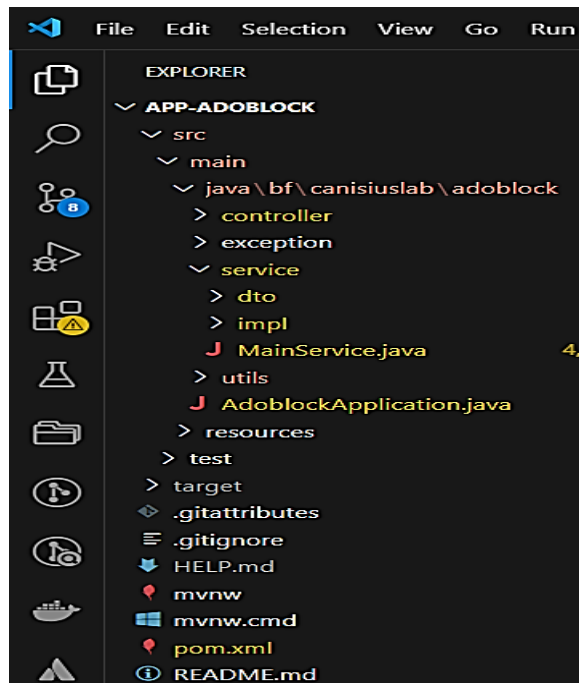 File Edit Selection View Go Run
EXPLORER
APP-ADOBLOCK
src
main
java\bf\canisiuslab\adoblock
controller
exception
service
dto
impl
MainService.java 4,
utils
AdoblockApplication.java
resources
test
target
.gitattributes
.gitignore
HELP.md
mvnw
mvnw.cmd
pom.xml
README.md
8